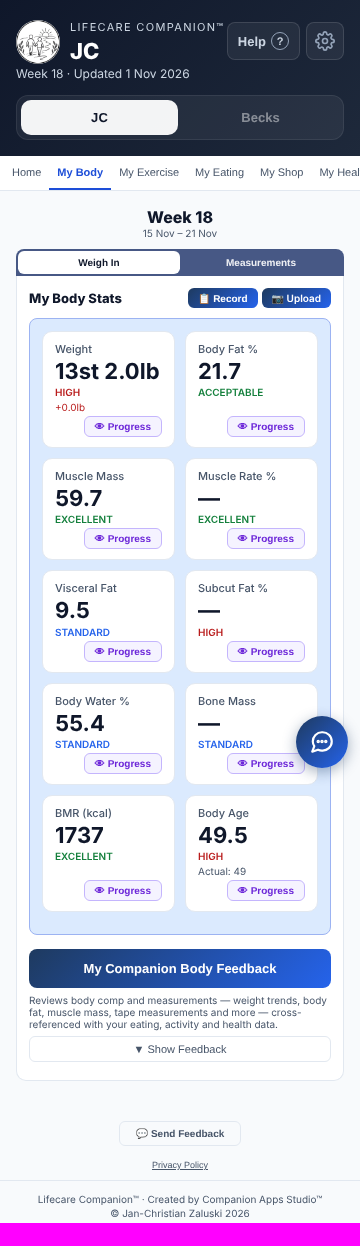 LIFECARE COMPANION™
JC
Help ?
Week 18 · Updated 1 Nov 2026
JC
Becks
Home
My Body
My Exercise
My Eating
My Shop
My Heal
Week 18
15 Nov – 21 Nov
Weigh In
Measurements
My Body Stats
📋 Record
📷 Upload
Weight
13st 2.0lb
HIGH
+0.0lb
👁 Progress
Body Fat %
21.7
ACCEPTABLE
👁 Progress
Muscle Mass
59.7
EXCELLENT
👁 Progress
Muscle Rate %
—
EXCELLENT
👁 Progress
Visceral Fat
9.5
STANDARD
👁 Progress
Subcut Fat %
—
HIGH
👁 Progress
Body Water %
55.4
STANDARD
👁 Progress
Bone Mass
—
STANDARD
👁 Progress
BMR (kcal)
1737
EXCELLENT
👁 Progress
Body Age
49.5
HIGH
Actual: 49
👁 Progress
My Companion Body Feedback
Reviews body comp and measurements — weight trends, body
fat, muscle mass, tape measurements and more — cross-
referenced with your eating, activity and health data.
▼ Show Feedback
💬 Send Feedback
Privacy Policy
Lifecare Companion™ · Created by Companion Apps Studio™
© Jan-Christian Zaluski 2026